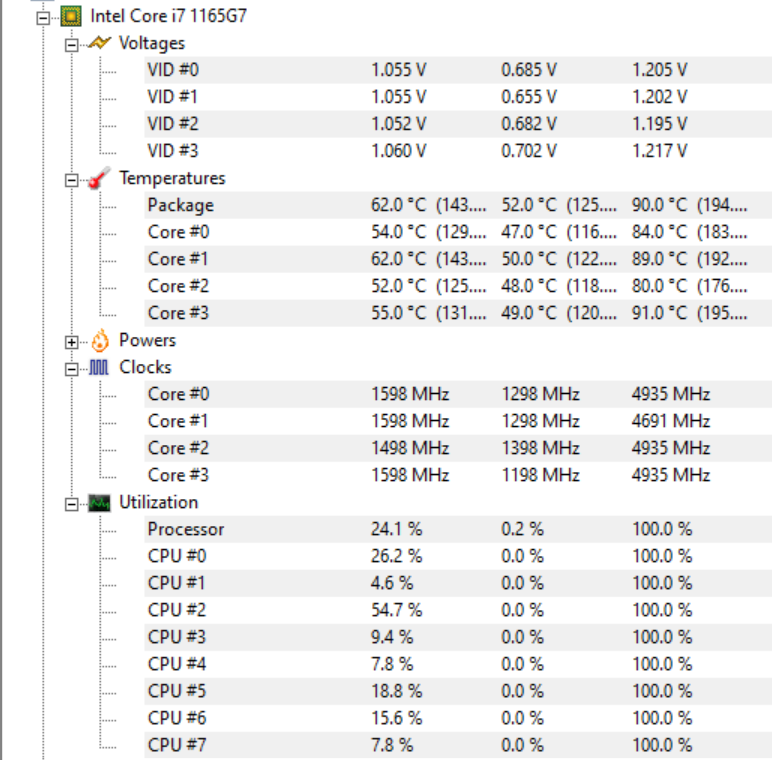 Intel Core i7 1165G7
Voltages
VID #0 1.055 V 0.685 V 1.205 V
VID #1 1.055 V 0.655 V 1.202 V
VID #2 1.052 V 0.682 V 1.195 V
VID #3 1.060 V 0.702 V 1.217 V
Temperatures
Package 62.0 °C (143.... 52.0 °C (125.... 90.0 °C (194....
Core #0 54.0 °C (129.... 47.0 °C (116.... 84.0 °C (183....
Core #1 62.0 °C (143.... 50.0 °C (122.... 89.0 °C (192....
Core #2 52.0 °C (125.... 48.0 °C (118.... 80.0 °C (176....
Core #3 55.0 °C (131.... 49.0 °C (120.... 91.0 °C (195....
Powers
Clocks
Core #0 1598 MHz 1298 MHz 4935 MHz
Core #1 1598 MHz 1298 MHz 4691 MHz
Core #2 1498 MHz 1398 MHz 4935 MHz
Core #3 1598 MHz 1198 MHz 4935 MHz
Utilization
Processor 24.1 % 0.2 % 100.0 %
CPU #0 26.2 % 0.0 % 100.0 %
CPU #1 4.6 % 0.0 % 100.0 %
CPU #2 54.7 % 0.0 % 100.0 %
CPU #3 9.4 % 0.0 % 100.0 %
CPU #4 7.8 % 0.0 % 100.0 %
CPU #5 18.8 % 0.0 % 100.0 %
CPU #6 15.6 % 0.0 % 100.0 %
CPU #7 7.8 % 0.0 % 100.0 %